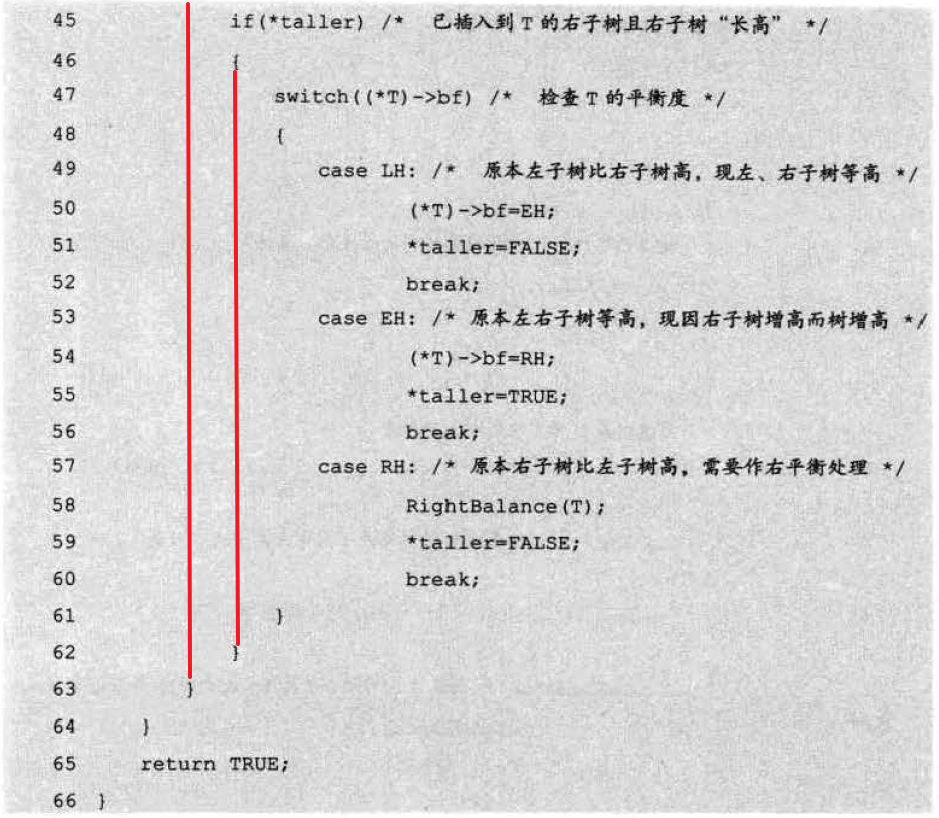 45 if(*taller) /* 已插入到 T 的右子树且右子树“长高” */
46 {
47 switch((*T)->bf) /* 检查 T 的平衡度 */
48 {
49 case LH: /* 原本左子树比右子树高，现左、右子树等高 */
50 (*T)->bf=EH;
51 *taller=FALSE;
52 break;
53 case EH: /* 原本左右子树等高，现因右子树增高而树增高 */
54 (*T)->bf=RH;
55 *taller=TRUE;
56 break;
57 case RH: /* 原本右子树比左子树高，需要作右平衡处理 */
58 RightBalance(T);
59 *taller=FALSE;
60 break;
61 }
62 }
63 }
64 }
65 return TRUE;
66 }